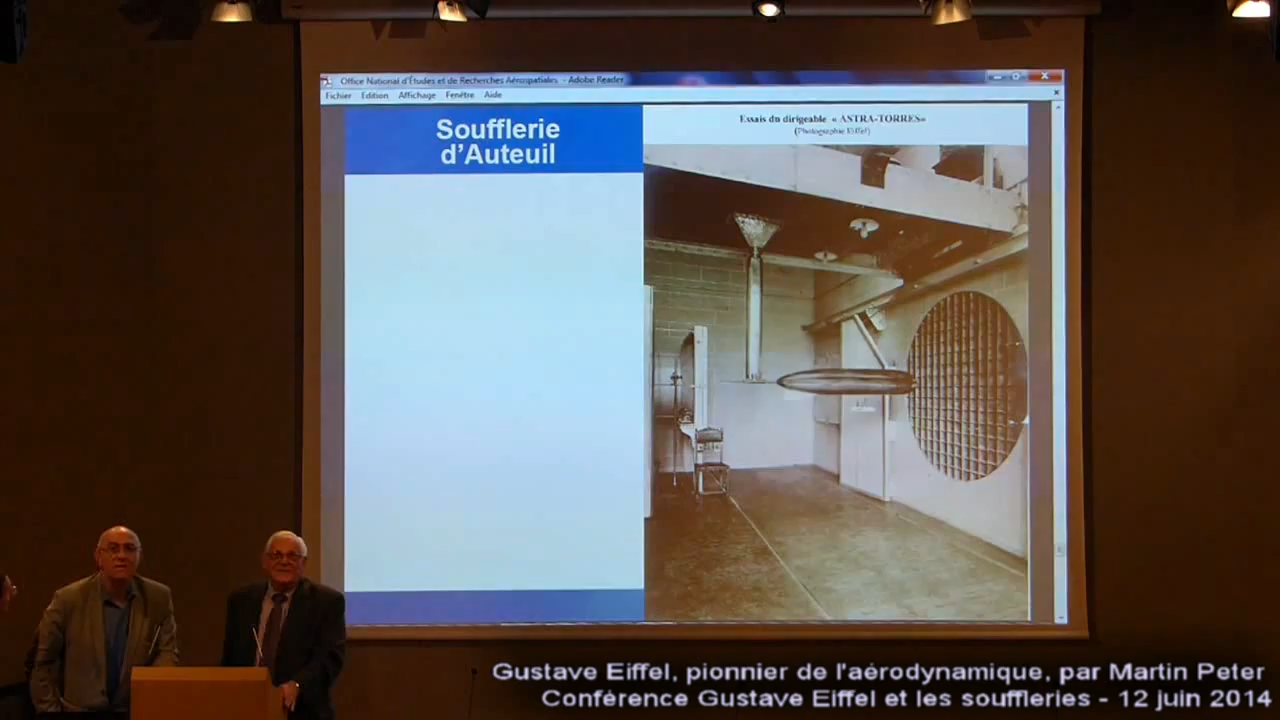 Office National d'Études et de Recherches Aérospatiales - Adobe Reader
Fichier Edition Affichage Fenêtre Aide
Soufflerie
d'Auteuil
Essais du dirigeable « ASTRA-TORRES»
(Photographie Eiffel)
Gustave Eiffel, pionnier de l'aérodynamique, par Martin Peter
Conférence Gustave Eiffel et les souffleries - 12 juin 2014